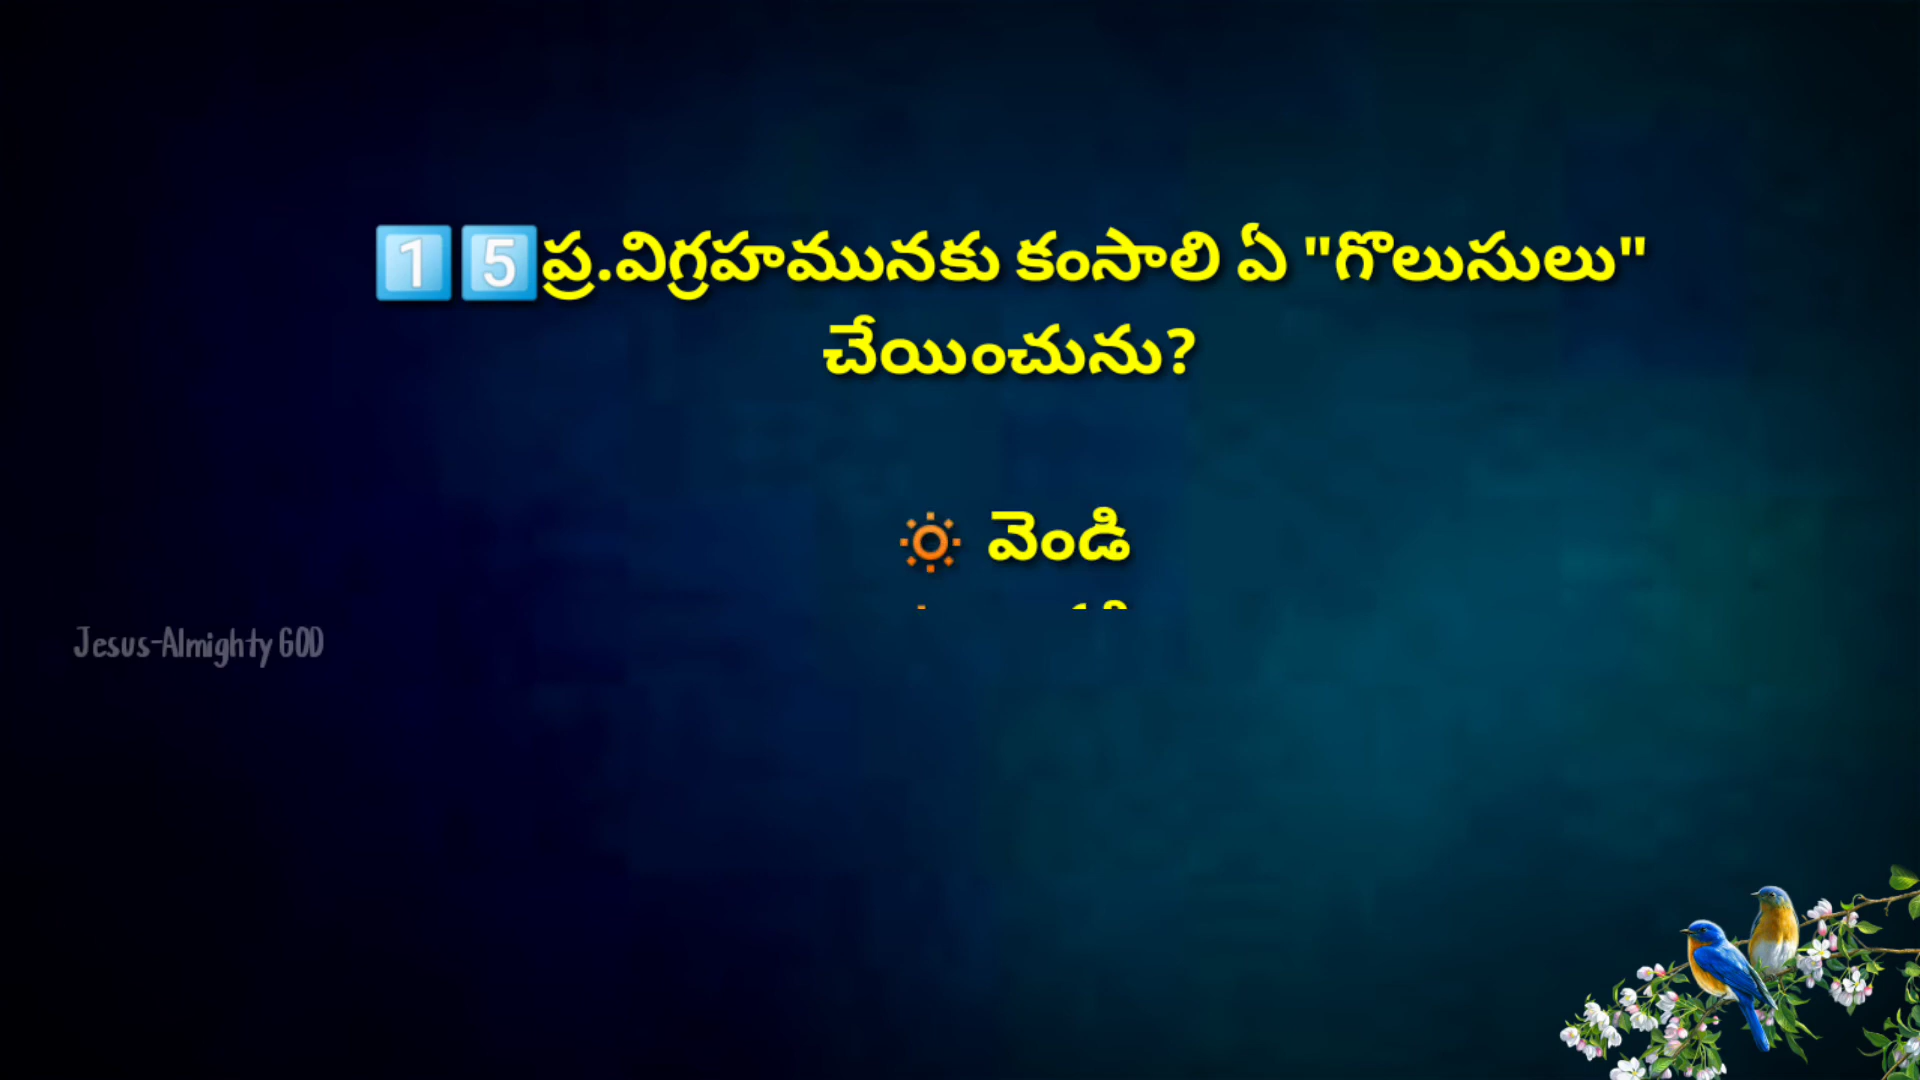 1️⃣5️⃣ప్ర.విగ్రహమునకు కంసాలి ఏ "గొలుసులు"
చేయించును?
🔅 వెండి
Jesus-Almighty GOD